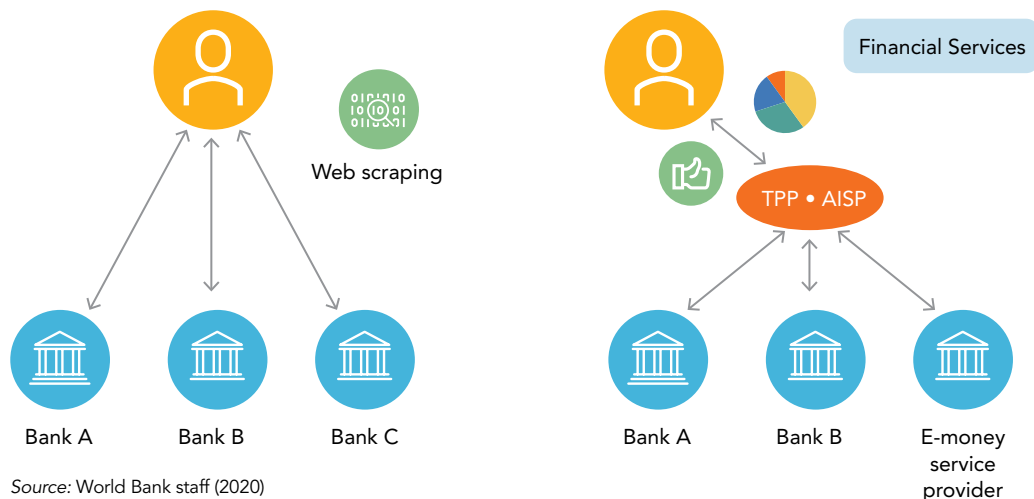 Financial Services
Web scraping
TPP • AISP
Bank A
Bank B
Bank C
Bank A
Bank B
E-money
service
provider
Source: World Bank staff (2020)